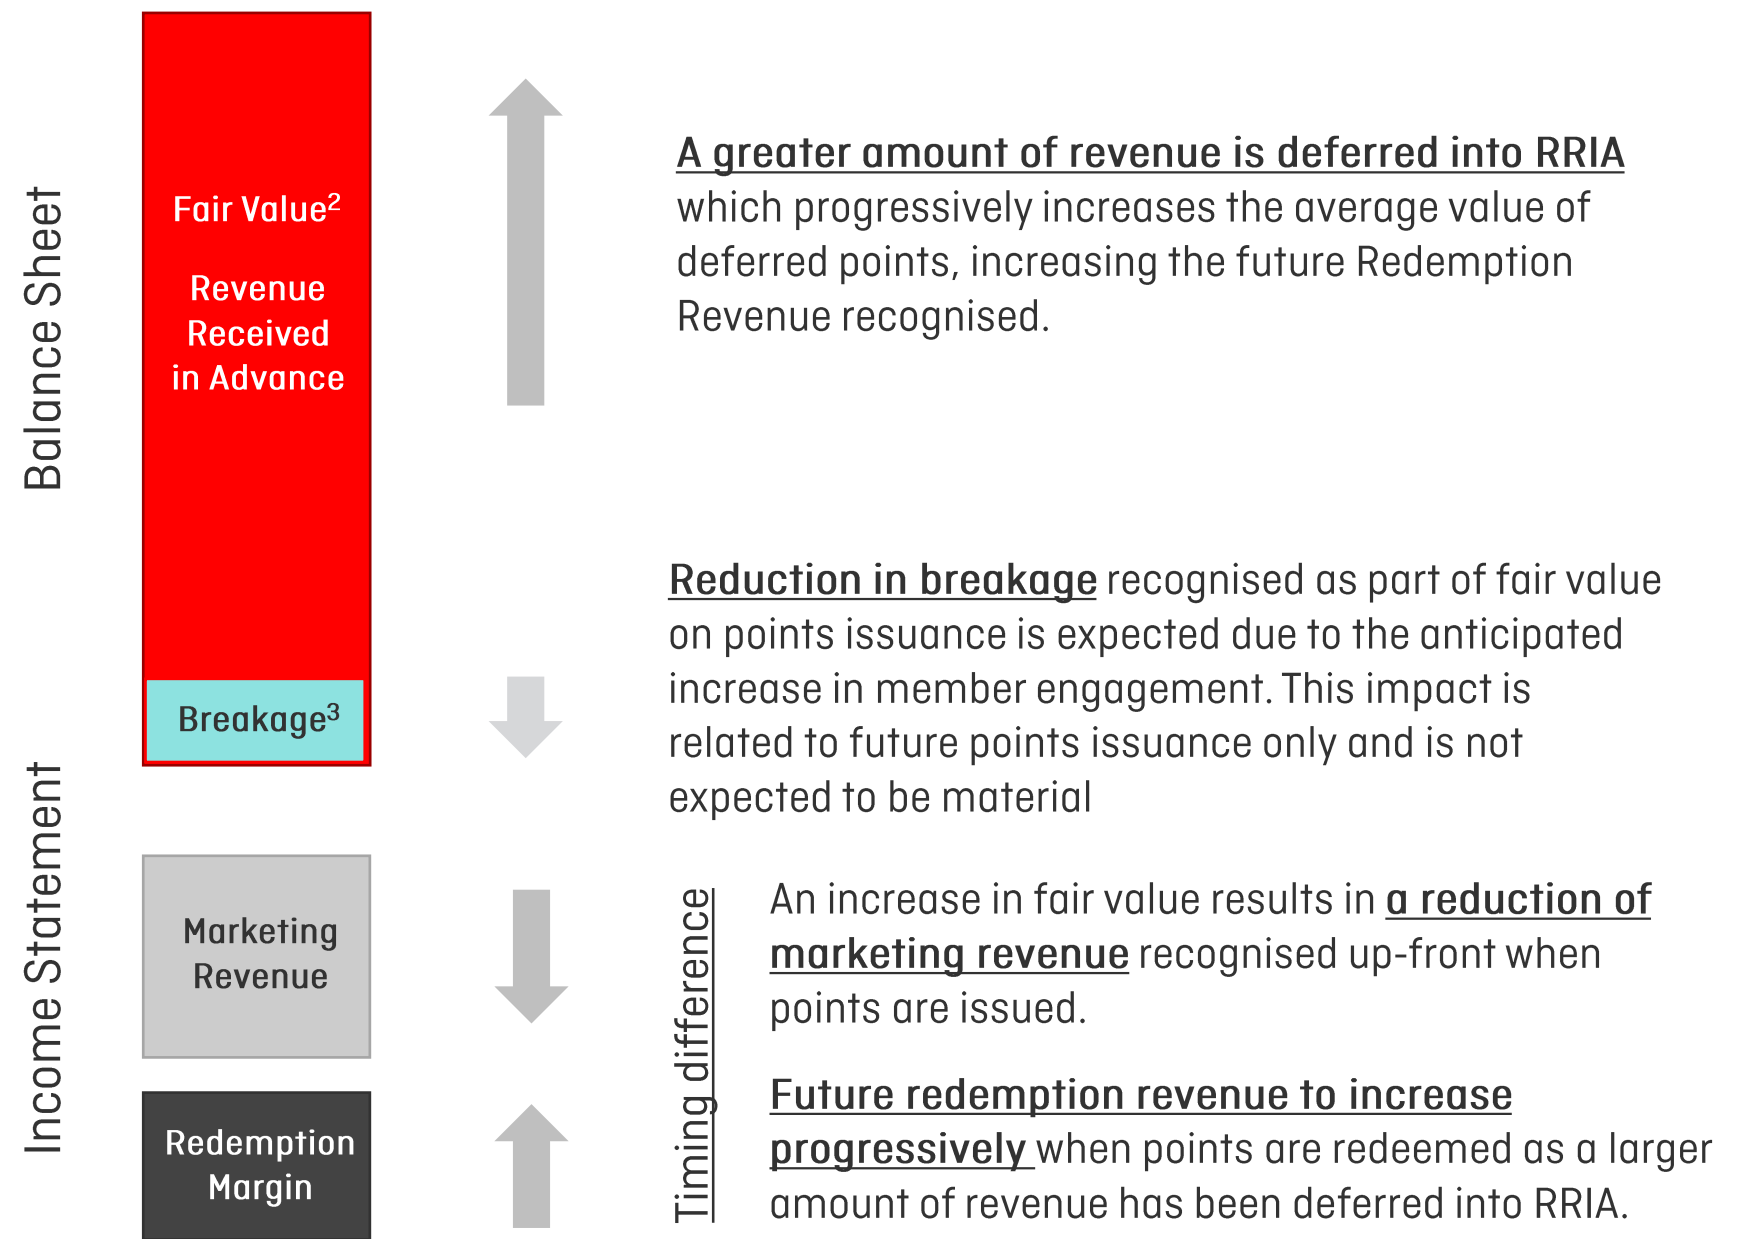 Balance Sheet
Fair Value²
Revenue
Received
in Advance
A greater amount of revenue is deferred into RRIA
which progressively increases the average value of
deferred points, increasing the future Redemption
Revenue recognised.
Breakage³
Reduction in breakage recognised as part of fair value
on points issuance is expected due to the anticipated
increase in member engagement. This impact is
related to future points issuance only and is not
expected to be material
Income Statement
Marketing
Revenue
Timing difference
An increase in fair value results in a reduction of
marketing revenue recognised up-front when
points are issued.
Redemption
Margin
Future redemption revenue to increase
progressively when points are redeemed as a larger
amount of revenue has been deferred into RRIA.